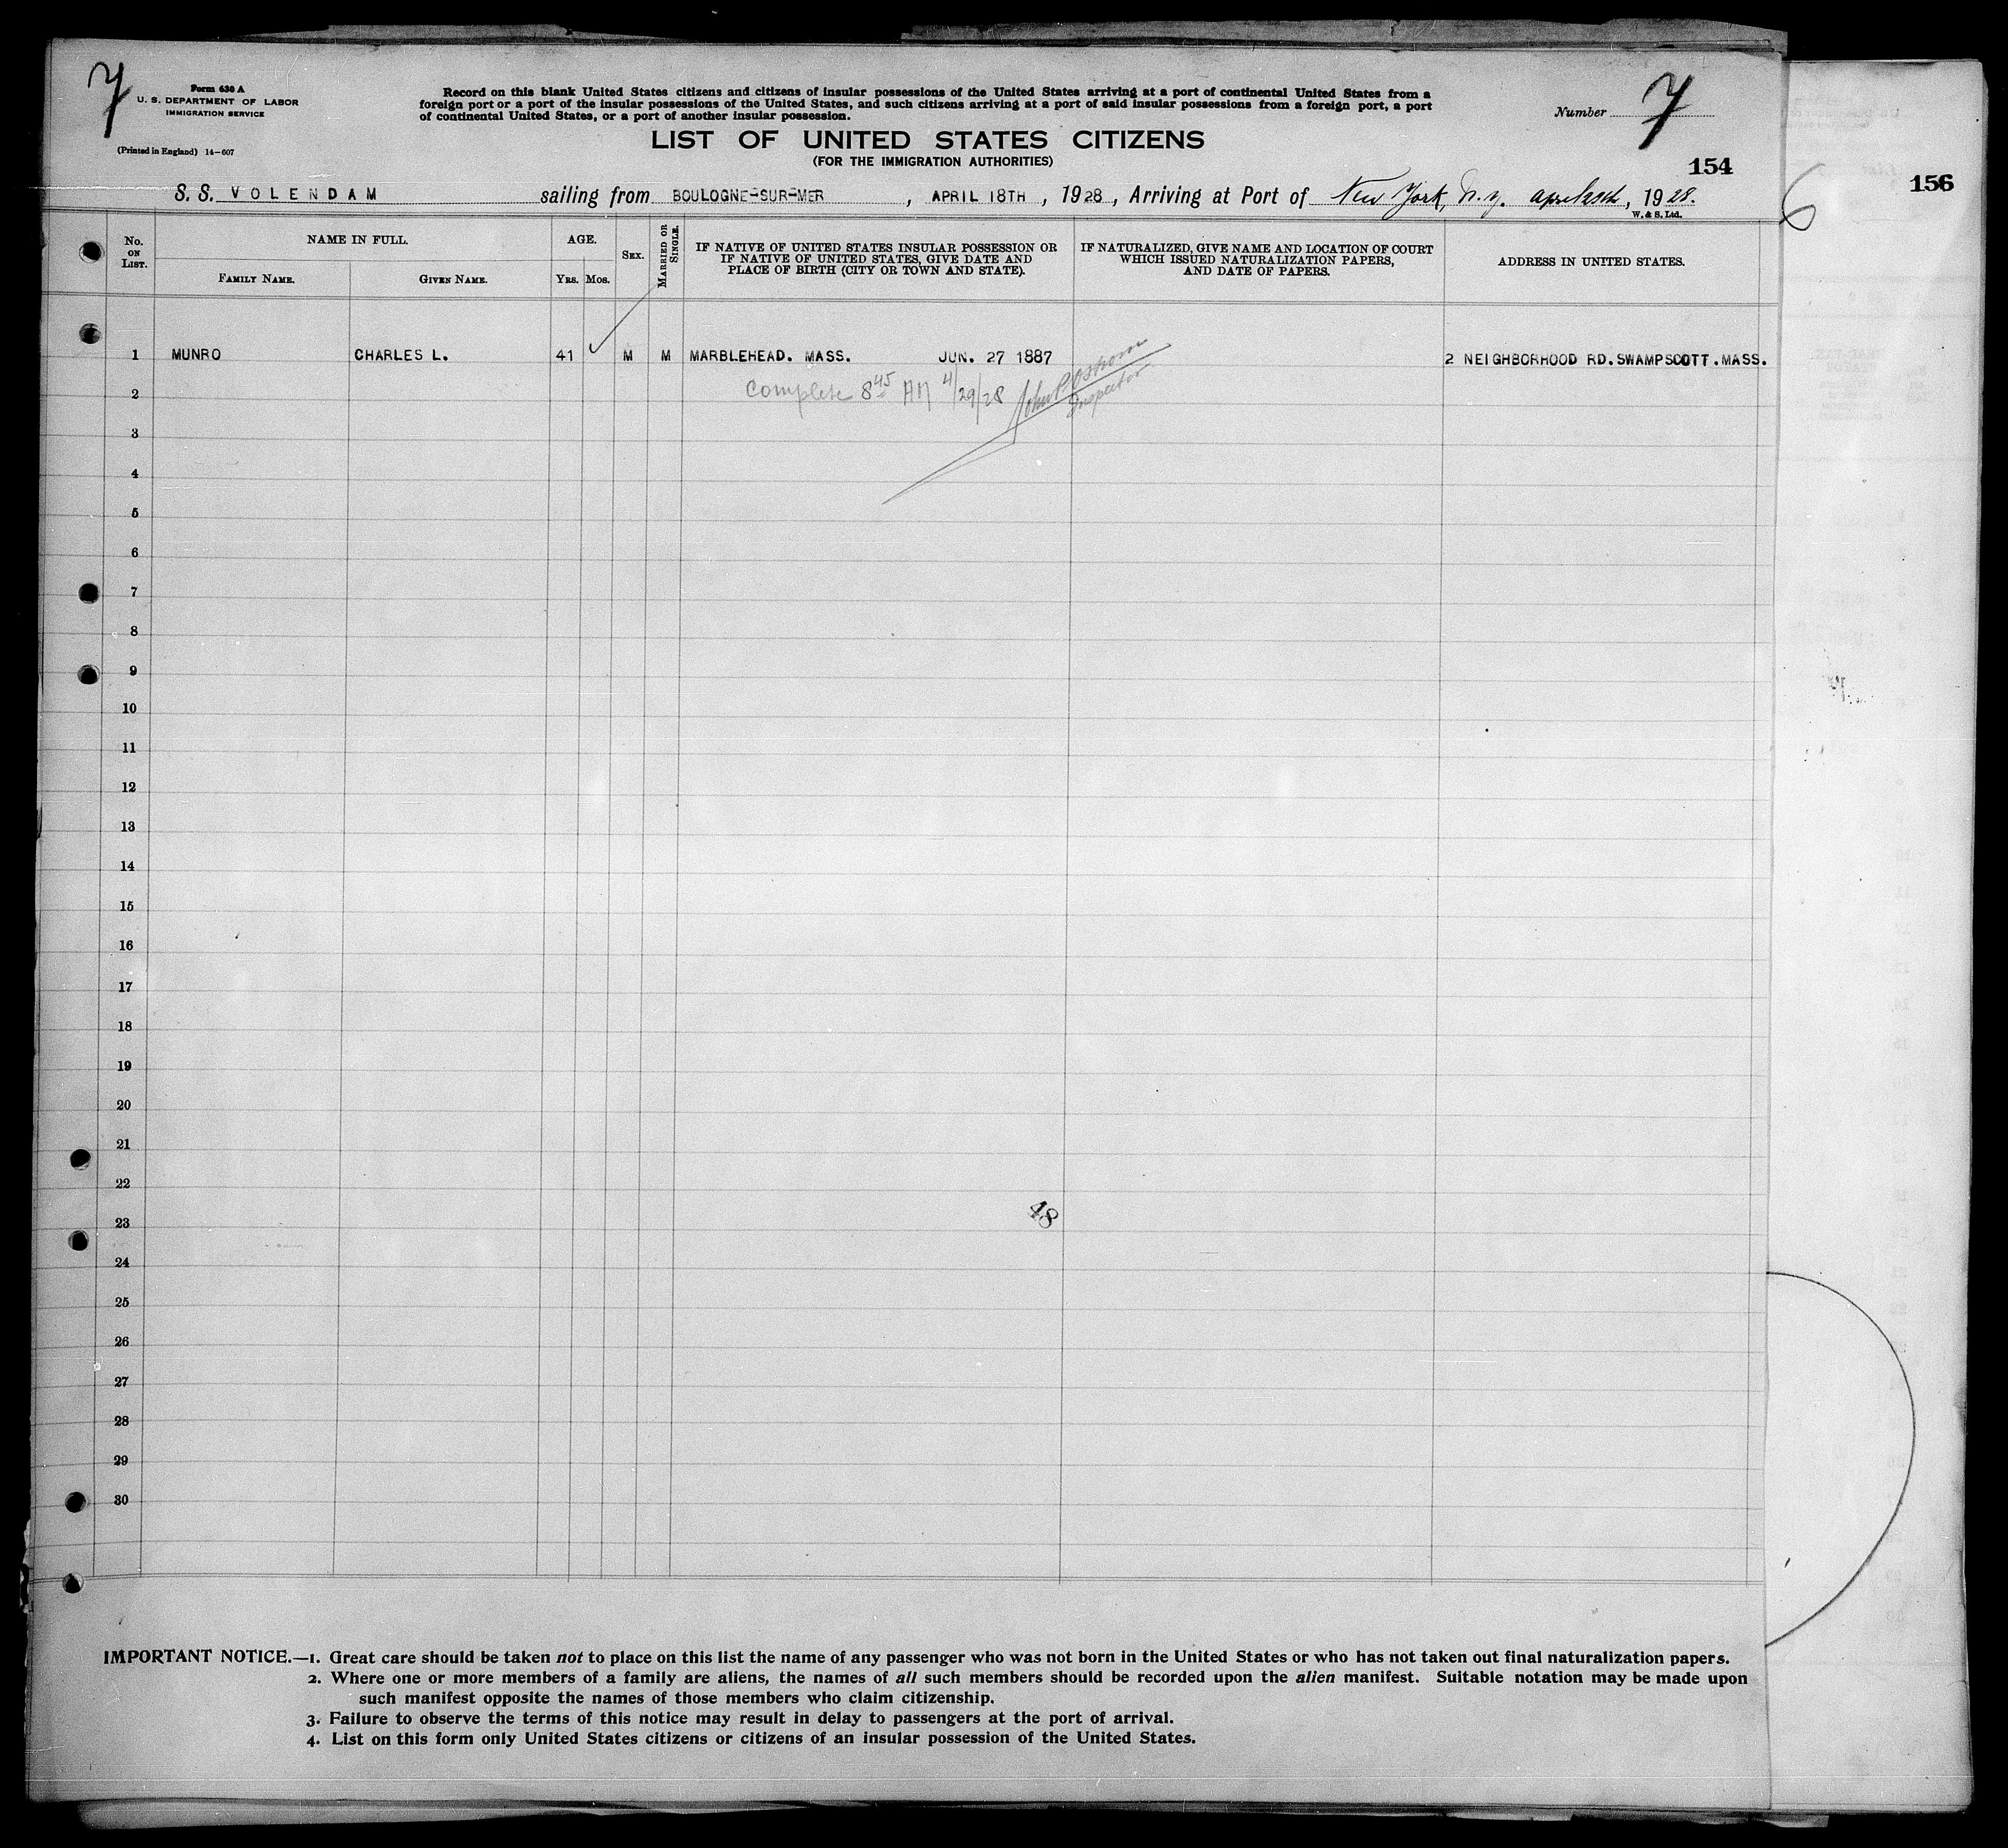 7
Form 630 A
U. S. DEPARTMENT OF LABOR
IMMIGRATION SERVICE
(Printed in England) 14-607
Record on this blank United States citizens and citizens of insular possessions of the United States arriving at a port of continental United States from a
foreign port or a port of the insular possessions of the United States, and such citizens arriving at a port of said insular possessions from a foreign port, a port
of continental United States, or a port of another insular possession.
Number 7
LIST OF UNITED STATES CITIZENS
(FOR THE IMMIGRATION AUTHORITIES)
154
156
6
S. S. VOLENDAM sailing from BOULOGNE-SUR-MER, APRIL 18TH, 1928, Arriving at Port of New York, N.Y. April, 1928.
W. & S. Ltd.
No. ON LIST.
NAME IN FULL.
FAMILY NAME.
GIVEN NAME.
AGE.
YRS. MOS.
SEX.
MARRIED OR SINGLE.
IF NATIVE OF UNITED STATES INSULAR POSSESSION OR
IF NATIVE OF UNITED STATES, GIVE DATE AND
PLACE OF BIRTH (CITY OR TOWN AND STATE).
IF NATURALIZED, GIVE NAME AND LOCATION OF COURT
WHICH ISSUED NATURALIZATION PAPERS,
AND DATE OF PAPERS.
ADDRESS IN UNITED STATES.
1 MUNRO CHARLES L. 41 M M MARBLEHEAD. MASS. JUN. 27 1887 2 NEIGHBORHOOD RD. SWAMPSCOTT. MASS.
Complete 8 45 AM 4/29/28 John Inspector
2
3
4
5
6
7
8
9
10
11
12
13
14
15
16
17
18
19
20
21
22
48
23
24
25
26
27
28
29
30
IMPORTANT NOTICE.—1. Great care should be taken not to place on this list the name of any passenger who was not born in the United States or who has not taken out final naturalization papers.
2. Where one or more members of a family are aliens, the names of all such members should be recorded upon the alien manifest. Suitable notation may be made upon
such manifest opposite the names of those members who claim citizenship.
3. Failure to observe the terms of this notice may result in delay to passengers at the port of arrival.
4. List on this form only United States citizens or citizens of an insular possession of the United States.